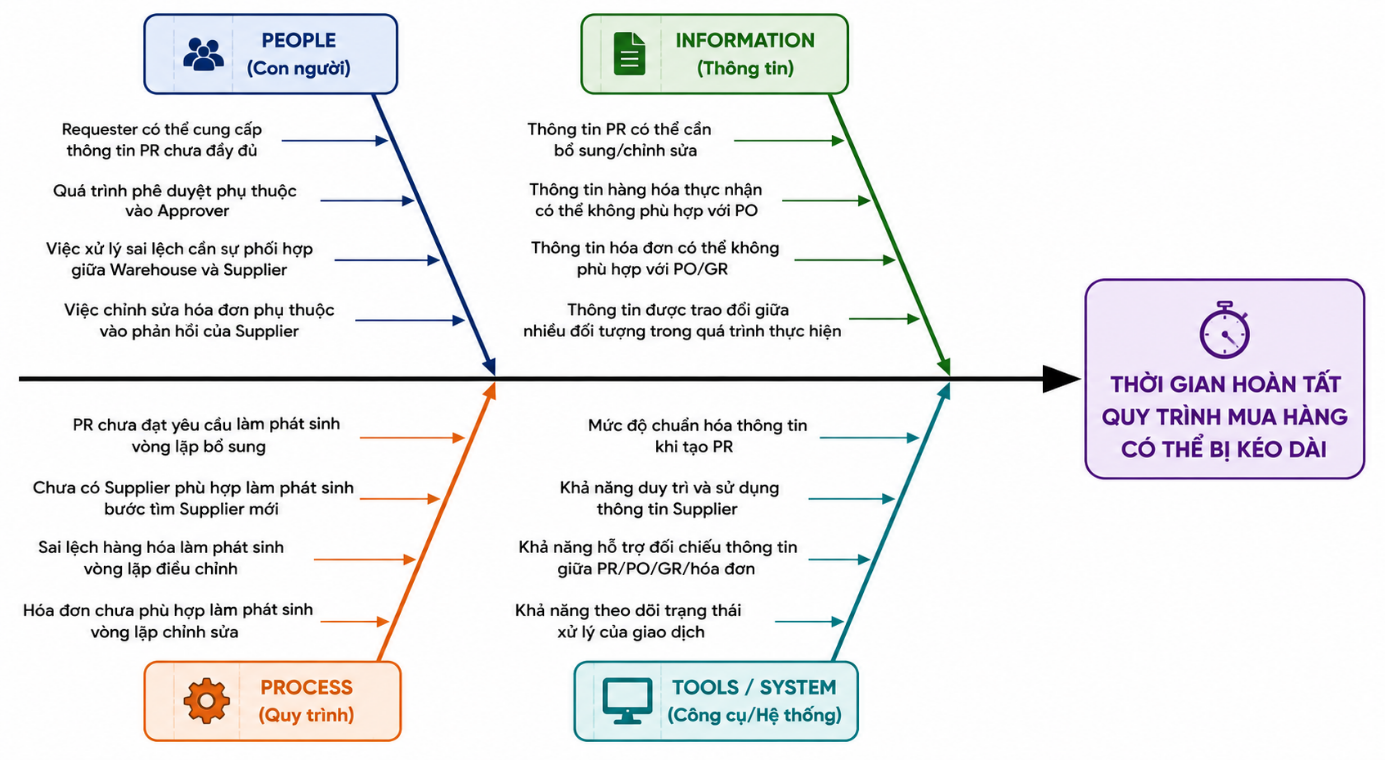 PEOPLE
(Con người)
Requester có thể cung cấp
thông tin PR chưa đầy đủ
Quá trình phê duyệt phụ thuộc
vào Approver
Việc xử lý sai lệch cần sự phối hợp
giữa Warehouse và Supplier
Việc chỉnh sửa hóa đơn phụ thuộc
vào phản hồi của Supplier
INFORMATION
(Thông tin)
Thông tin PR có thể cần
bổ sung/chỉnh sửa
Thông tin hàng hóa thực nhận
có thể không phù hợp với PO
Thông tin hóa đơn có thể không
phù hợp với PO/GR
Thông tin được trao đổi giữa
nhiều đối tượng trong quá trình thực hiện
THỜI GIAN HOÀN TẤT
QUY TRÌNH MUA HÀNG
CÓ THỂ BỊ KÉO DÀI
PR chưa đạt yêu cầu làm phát sinh
vòng lặp bổ sung
Chưa có Supplier phù hợp làm phát sinh
bước tìm Supplier mới
Sai lệch hàng hóa làm phát sinh
vòng lặp điều chỉnh
Hóa đơn chưa phù hợp làm phát sinh
vòng lặp chỉnh sửa
PROCESS
(Quy trình)
Mức độ chuẩn hóa thông tin
khi tạo PR
Khả năng duy trì và sử dụng
thông tin Supplier
Khả năng hỗ trợ đối chiếu thông tin
giữa PR/PO/GR/hóa đơn
Khả năng theo dõi trạng thái
xử lý của giao dịch
TOOLS / SYSTEM
(Công cụ/Hệ thống)